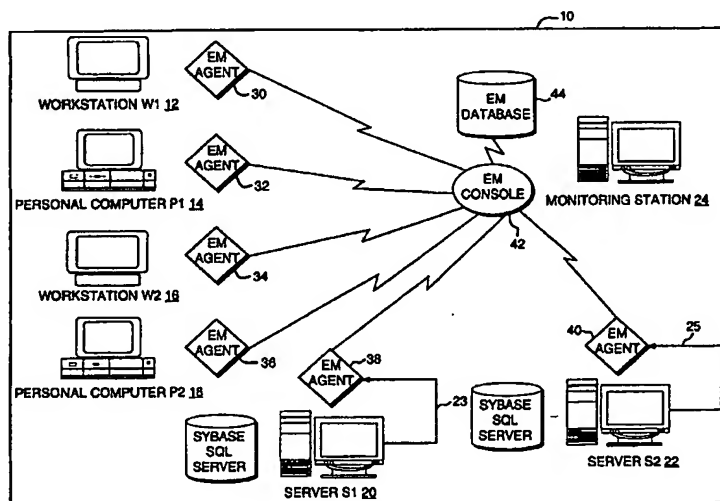 10
EM
AGENT
30
WORKSTATION W1 12
EM
DATABASE
44
EM
AGENT
32
PERSONAL COMPUTER P1 14
EM
CONSOLE
42
MONITORING STATION 24
EM
AGENT
34
WORKSTATION W2 16
EM
AGENT
36
PERSONAL COMPUTER P2 18
EM
AGENT
38
23
40
EM
AGENT
25
SYBASE
SQL
SERVER
SERVER S1 20
SYBASE
SQL
SERVER
SERVER S2 22